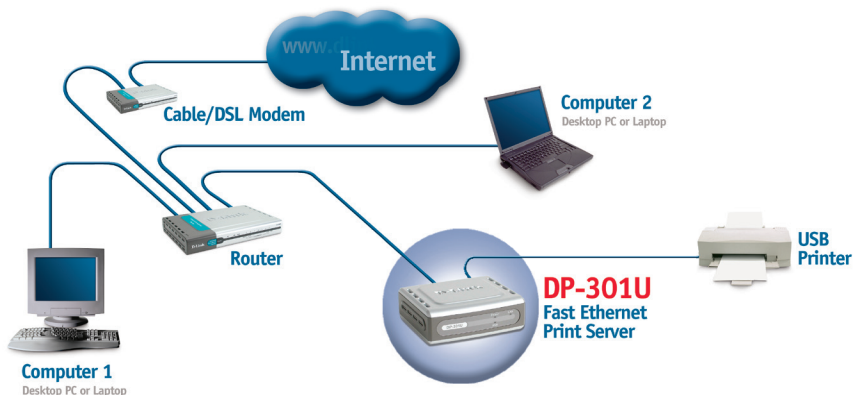 www.d
Internet
Cable/DSL Modem
Computer 2
Desktop PC or Laptop
Router
D-Link
USB
Printer
DP-301U
Fast Ethernet
Print Server
Computer 1
Desktop PC or Laptop